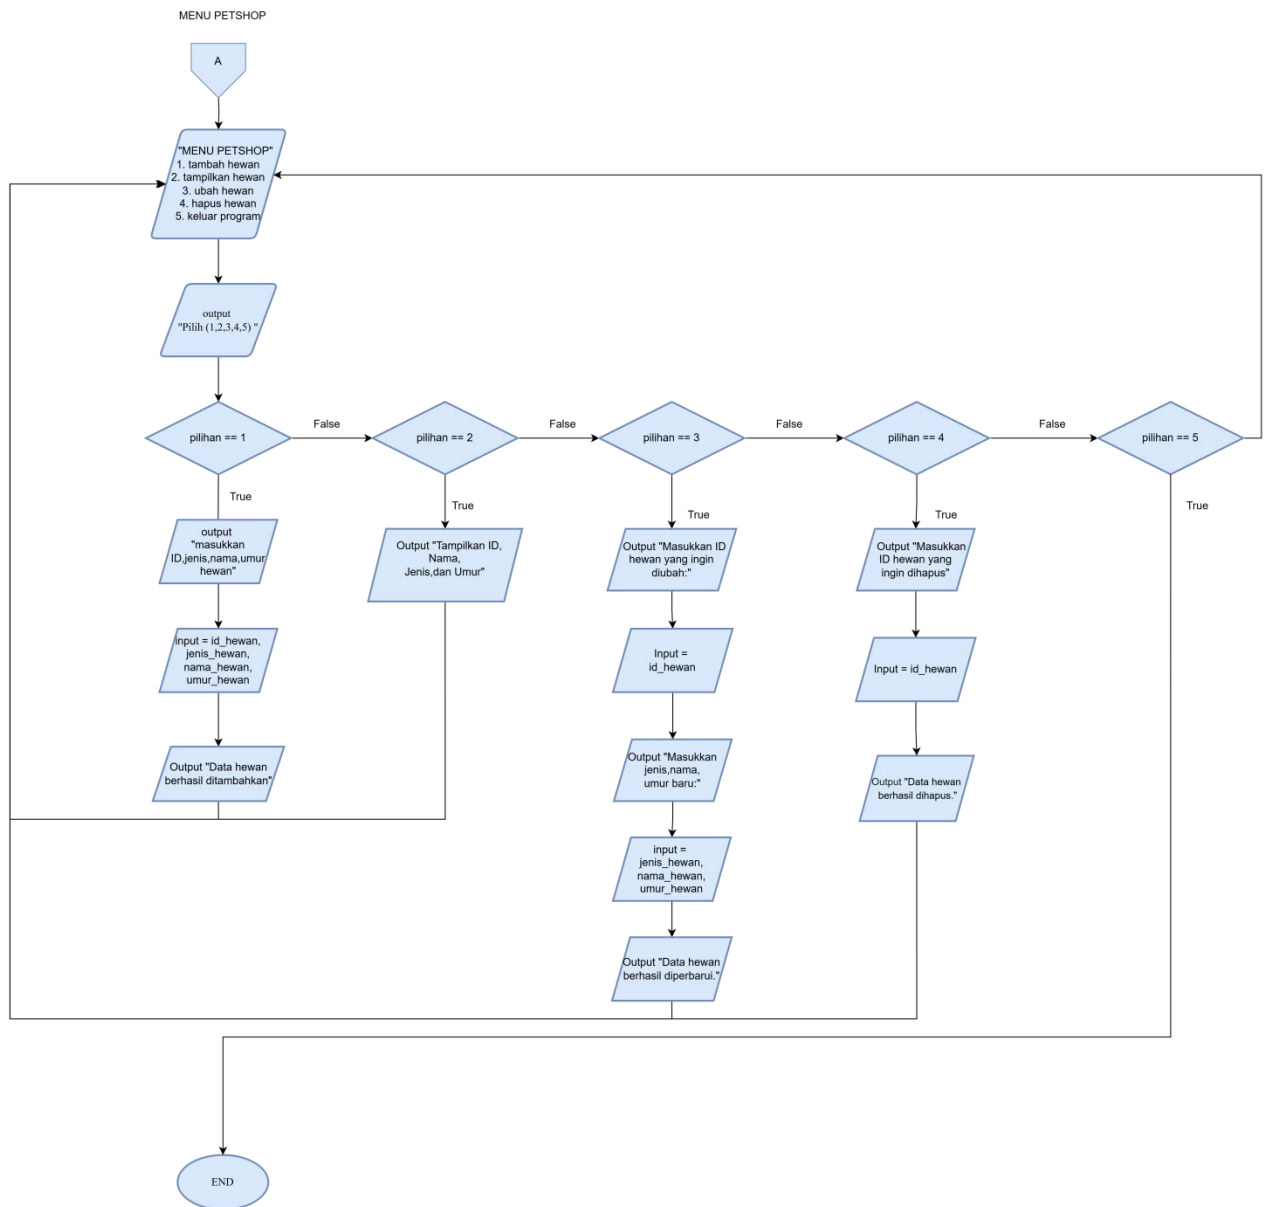 MENU PETSHOP
A
"MENU PETSHOP"
1. tambah hewan
2. tampilkan hewan
3. ubah hewan
4. hapus hewan
5. keluar program
output
"Pilih (1,2,3,4,5) "
pilihan == 1
False
pilihan == 2
False
pilihan == 3
False
pilihan == 4
False
pilihan == 5
True
True
True
True
True
output
"masukkan
ID,jenis,nama,umur
hewan"
input = id_hewan,
jenis_hewan,
nama_hewan,
umur_hewan
Output "Data hewan
berhasil ditambahkan"
Output "Tampilkan ID,
Nama,
Jenis,dan Umur"
Output "Masukkan ID
hewan yang ingin
diubah:"
Input =
id_hewan
Output "Masukkan
jenis,nama,
umur baru:"
input =
jenis_hewan,
nama_hewan,
umur_hewan
Output "Data hewan
berhasil diperbarui."
Output "Masukkan
ID hewan yang
ingin dihapus"
Input = id_hewan
Output "Data hewan
berhasil dihapus."
END